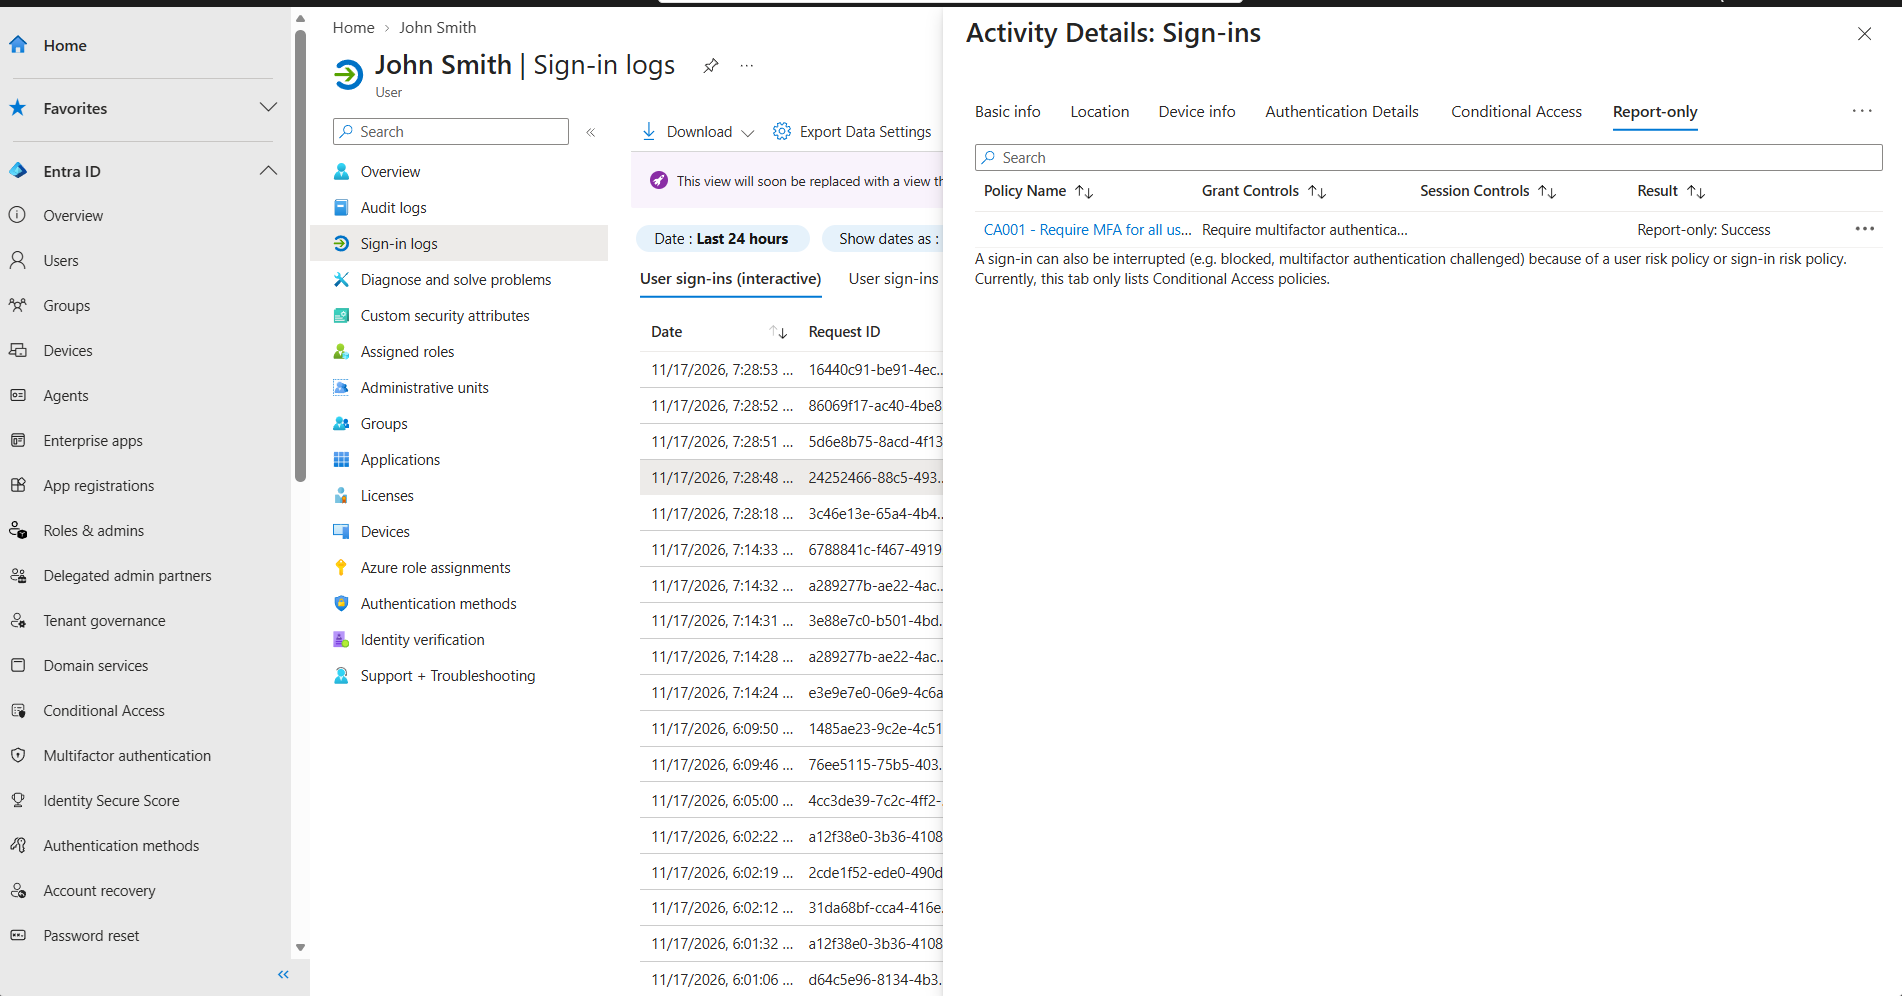 Home
Favorites
Entra ID
Overview
Users
Groups
Devices
Agents
Enterprise apps
App registrations
Roles & admins
Delegated admin partners
Tenant governance
Domain services
Conditional Access
Multifactor authentication
Identity Secure Score
Authentication methods
Account recovery
Password reset
Home > John Smith
John Smith | Sign-in logs
User
Search
Overview
Audit logs
Sign-in logs
Diagnose and solve problems
Custom security attributes
Assigned roles
Administrative units
Groups
Applications
Licenses
Devices
Azure role assignments
Authentication methods
Identity verification
Support + Troubleshooting
Download Export Data Settings
This view will soon be replaced with a view th
Date : Last 24 hours Show dates as :
User sign-ins (interactive) User sign-ins
Date Request ID
11/17/2026, 7:28:53 ... 16440c91-be91-4ec...
11/17/2026, 7:28:52 ... 86069f17-ac40-4be8
11/17/2026, 7:28:51 ... 5d6e8b75-8acd-4f13
11/17/2026, 7:28:48 ... 24252466-88c5-493...
11/17/2026, 7:28:18 ... 3c46e13e-65a4-4b4...
11/17/2026, 7:14:33 ... 6788841c-f467-4919
11/17/2026, 7:14:32 ... a289277b-ae22-4ac...
11/17/2026, 7:14:31 ... 3e88e7c0-b501-4bd...
11/17/2026, 7:14:28 ... a289277b-ae22-4ac...
11/17/2026, 7:14:24 ... e3e9e7e0-06e9-4c6a
11/17/2026, 6:09:50 ... 1485ae23-9c2e-4c51
11/17/2026, 6:09:46 ... 76ee5115-75b5-403...
11/17/2026, 6:05:00 ... 4cc3de39-7c2c-4ff2-...
11/17/2026, 6:02:22 ... a12f38e0-3b36-4108
11/17/2026, 6:02:19 ... 2cde1f52-ede0-490d
11/17/2026, 6:02:12 ... 31da68bf-cca4-416e...
11/17/2026, 6:01:32 ... a12f38e0-3b36-4108
11/17/2026, 6:01:06 ... d64c5e96-8134-4b3...
Activity Details: Sign-ins
Basic info Location Device info Authentication Details Conditional Access Report-only
Search
Policy Name Grant Controls Session Controls Result
CA001 - Require MFA for all us... Require multifactor authentica... Report-only: Success
A sign-in can also be interrupted (e.g. blocked, multifactor authentication challenged) because of a user risk policy or sign-in risk policy.
Currently, this tab only lists Conditional Access policies.